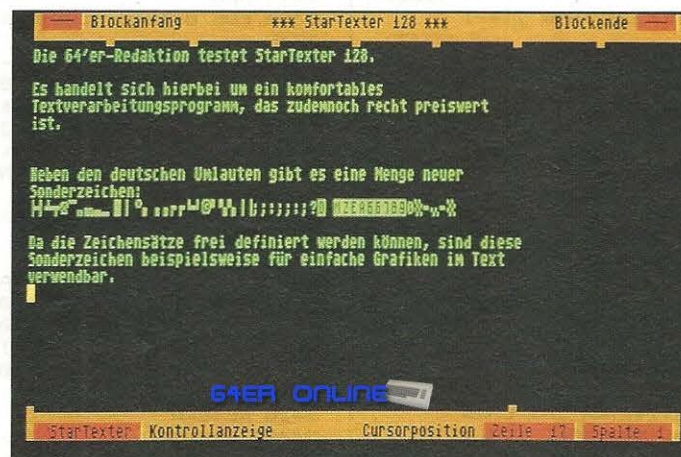 Blockanfang *** StarTexter 128 *** Blockende
Die 64'er-Redaktion testet StarTexter 128.
Es handelt sich hierbei um ein komfortables
Textverarbeitungsprogramm, das zudemnoch recht preiswert
ist.
Neben den deutschen Umlauten gibt es eine Menge neuer
Sonderzeichen:
Da die Zeichensätze frei definiert werden können, sind diese
Sonderzeichen beispielsweise für einfache Grafiken im Text
verwendbar.
64ER ONLINE
StarTexter Kontrollanzeige Cursorposition Zeile 17 Spalte 1